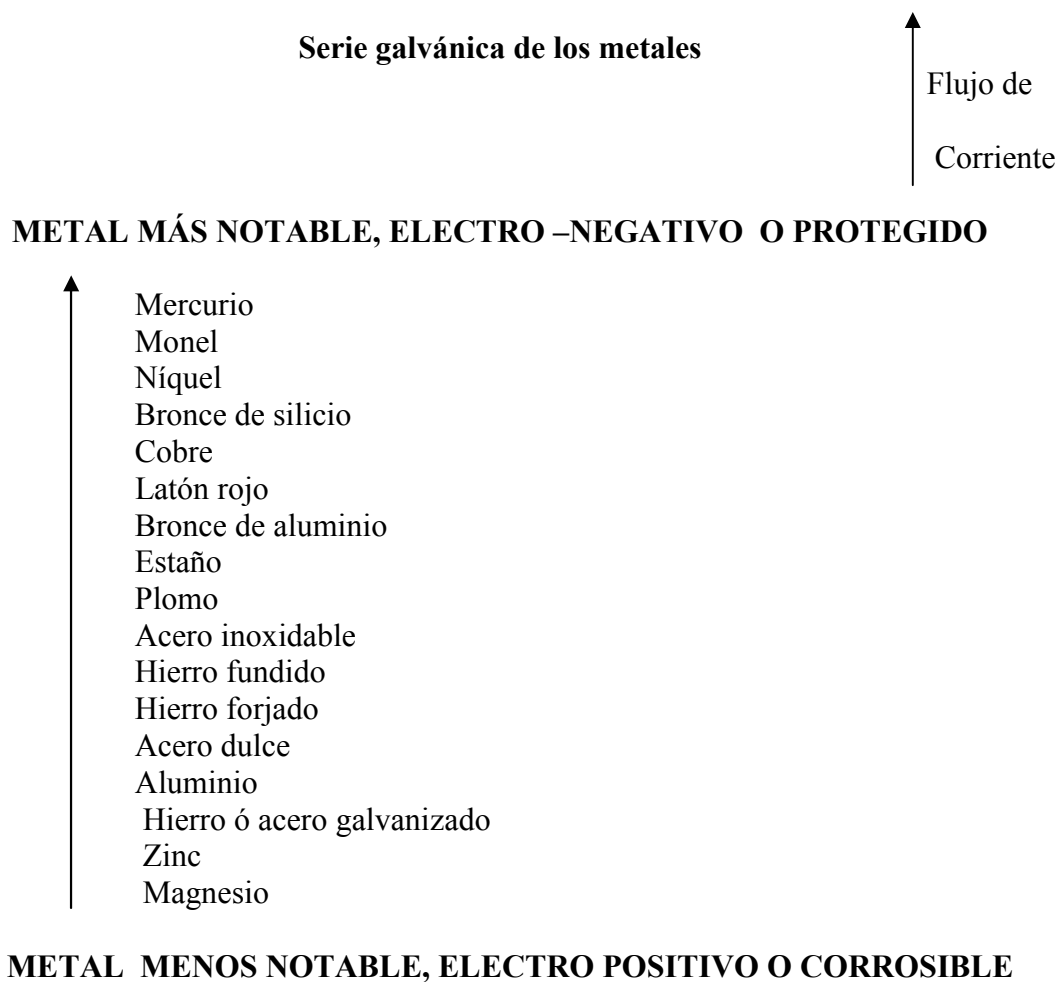 Serie galvánica de los metales
Flujo de
Corriente
METAL MÁS NOTABLE, ELECTRO –NEGATIVO O PROTEGIDO
Mercurio
Monel
Níquel
Bronce de silicio
Cobre
Latón rojo
Bronce de aluminio
Estaño
Plomo
Acero inoxidable
Hierro fundido
Hierro forjado
Acero dulce
Aluminio
Hierro ó acero galvanizado
Zinc
Magnesio
METAL MENOS NOTABLE, ELECTRO POSITIVO O CORROSIBLE